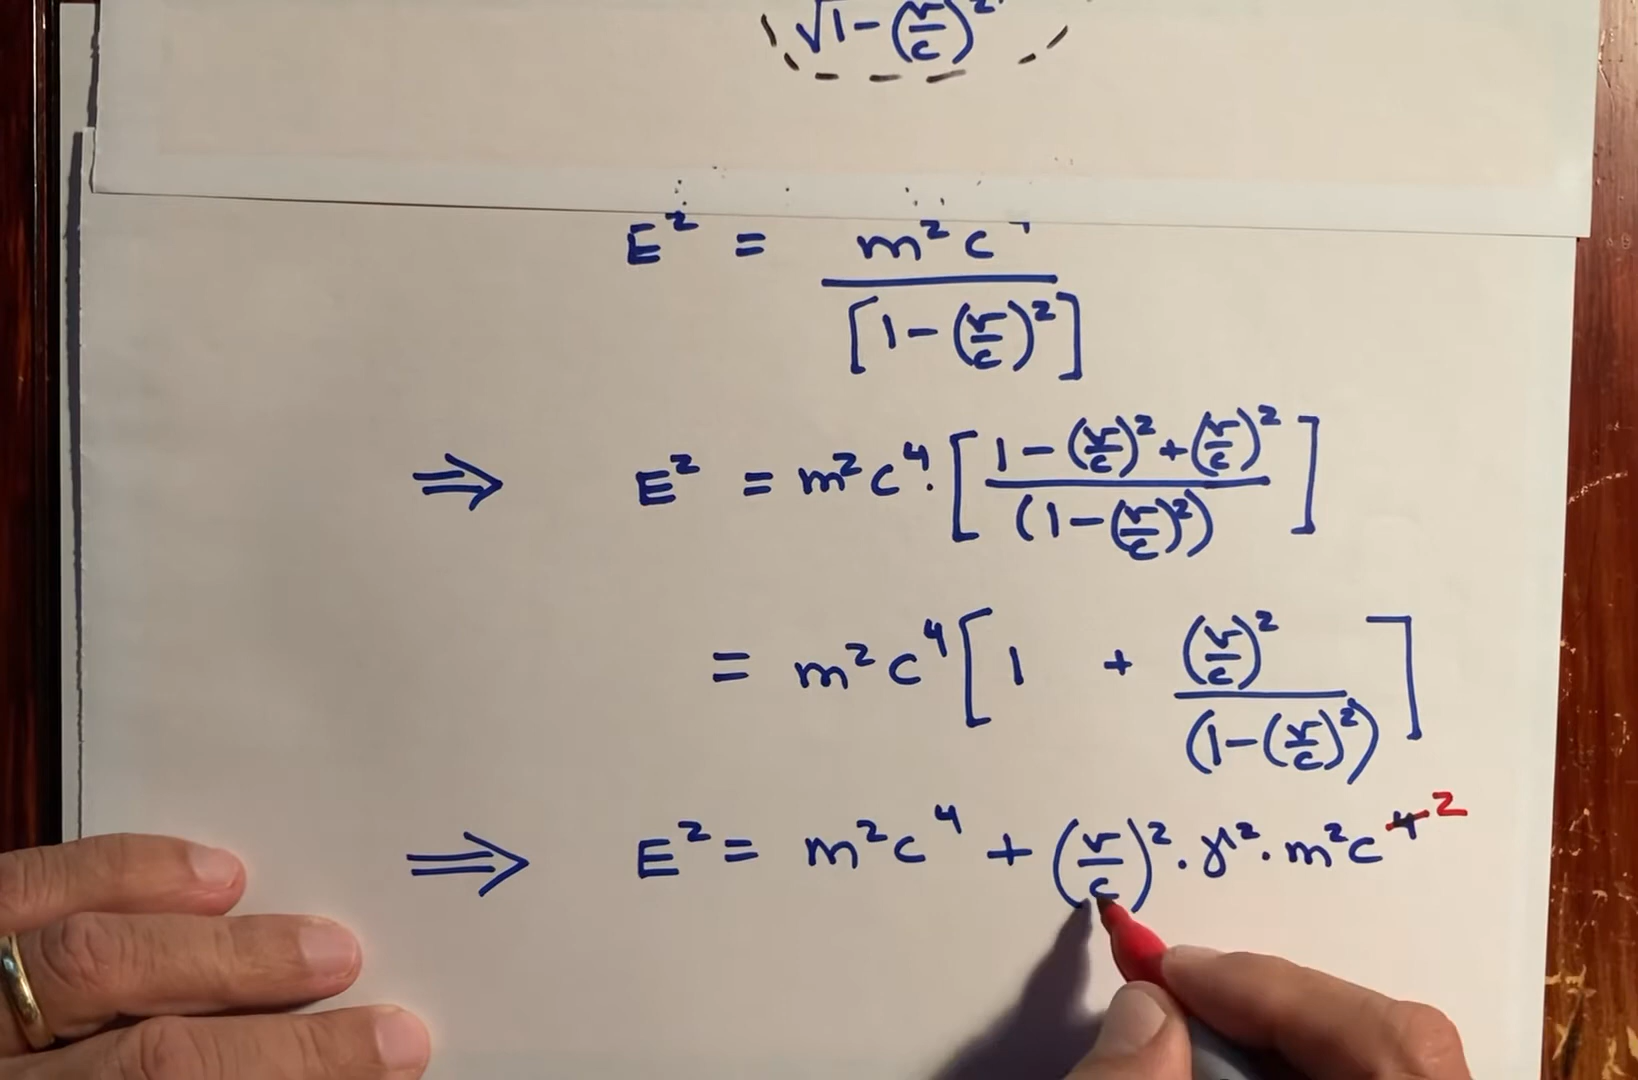 √1-(v/c)²
E² = m²c⁴ / [1-(v/c)²]
⇒ E² = m²c⁴·[(1-(v/c)²+(v/c)²) / (1-(v/c)²)]
= m²c⁴[1 + (v/c)² / (1-(v/c)²)]
⇒ E² = m²c⁴ + (v/c)²·γ²·m²c⁴ ²